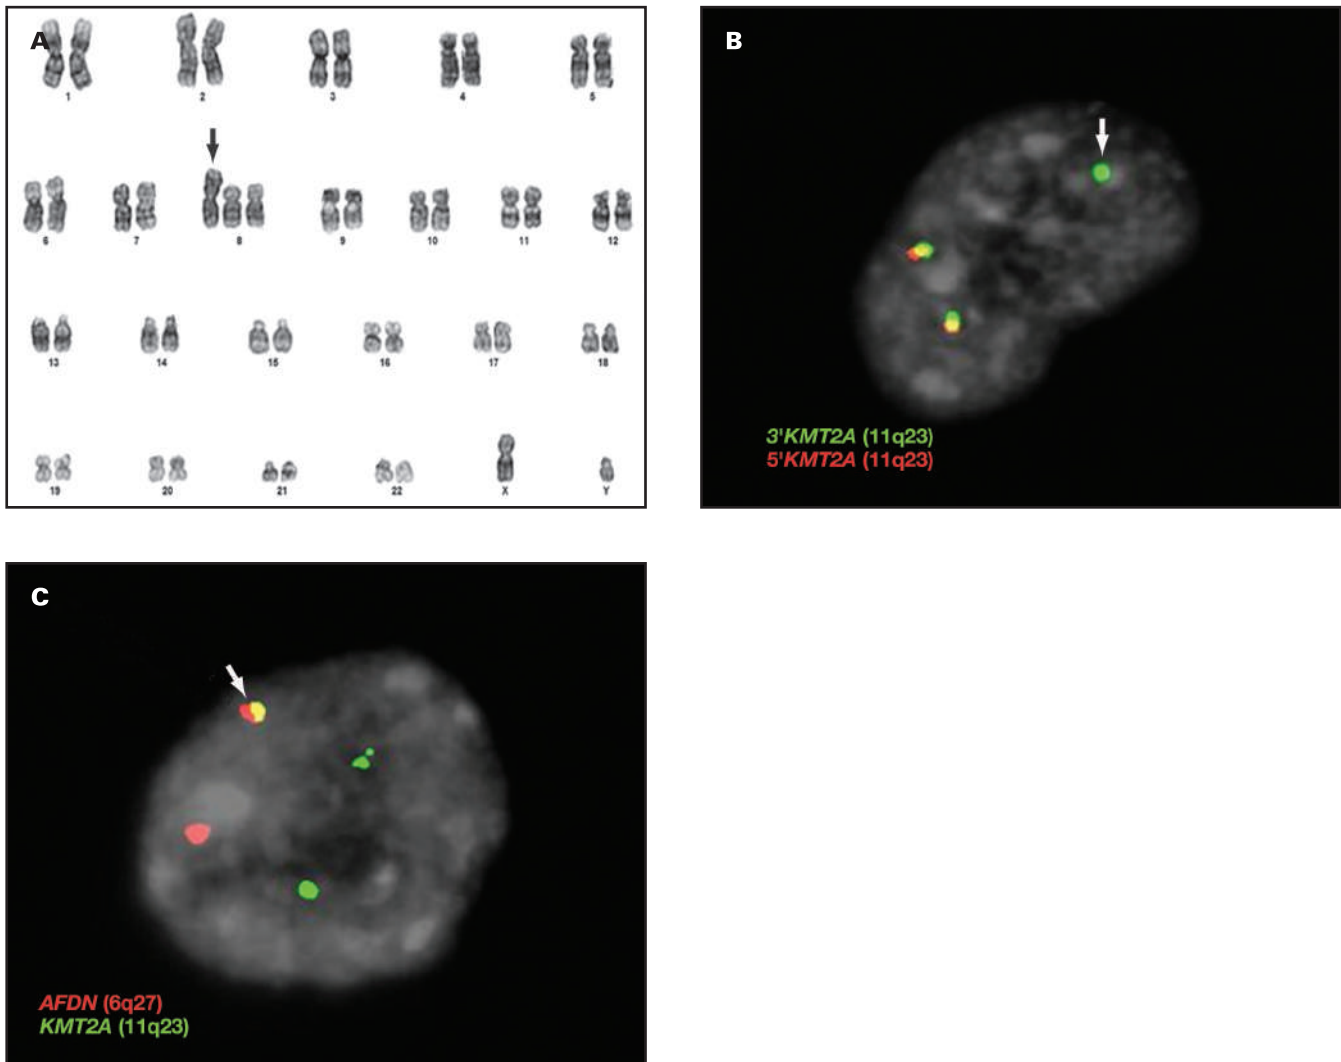 A
1 2 3 4 5
6 7 8 9 10 11 12
13 14 15 16 17 18
19 20 21 22 X Y
B
3'KMT2A (11q23)
5'KMT2A (11q23)
C
AFDN (6q27)
KMT2A (11q23)